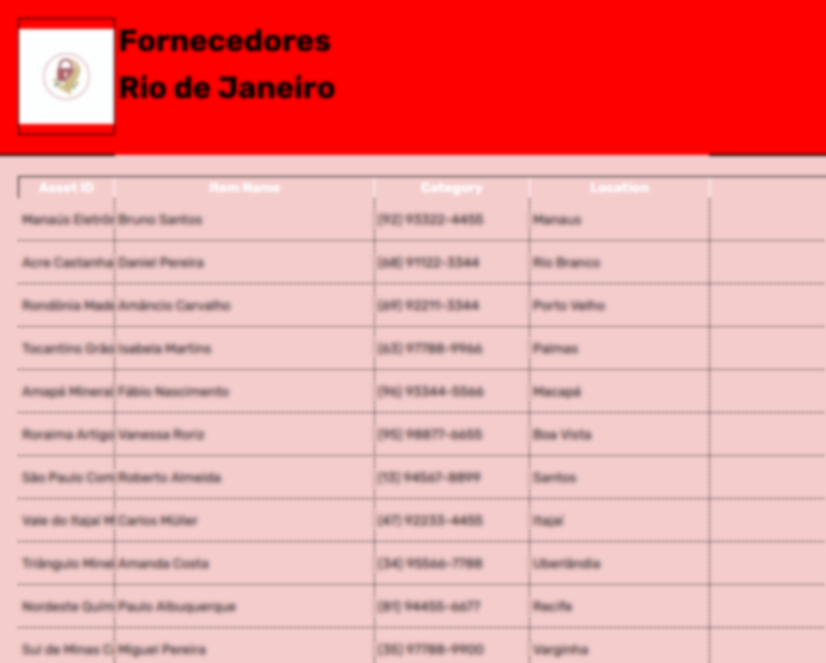 Fornecedores
Rio de Janeiro
Asset ID Item Name Category Location
Manaús Eletrôn Bruno Santos (92) 93322-4455 Manaus
Acre Castanha Daniel Pereira (68) 91122-3344 Rio Branco
Rondônia Made Amâncio Carvalho (69) 92211-3344 Porto Velho
Tocantins Grão Isabela Martins (63) 97788-9966 Palmas
Amapá Minerai Fábio Nascimento (96) 93344-5566 Macapá
Roraima Artigo Vanessa Roriz (95) 98877-6655 Boa Vista
São Paulo Com Roberto Almeida (13) 94567-8899 Santos
Vale do Itajaí M Carlos Müller (47) 92233-4455 Itajaí
Triângulo Mine Amanda Costa (34) 95566-7788 Uberlândia
Nordeste Quím Paulo Albuquerque (81) 94455-6677 Recife
Sul de Minas C Miguel Pereira (35) 97788-9900 Varginha